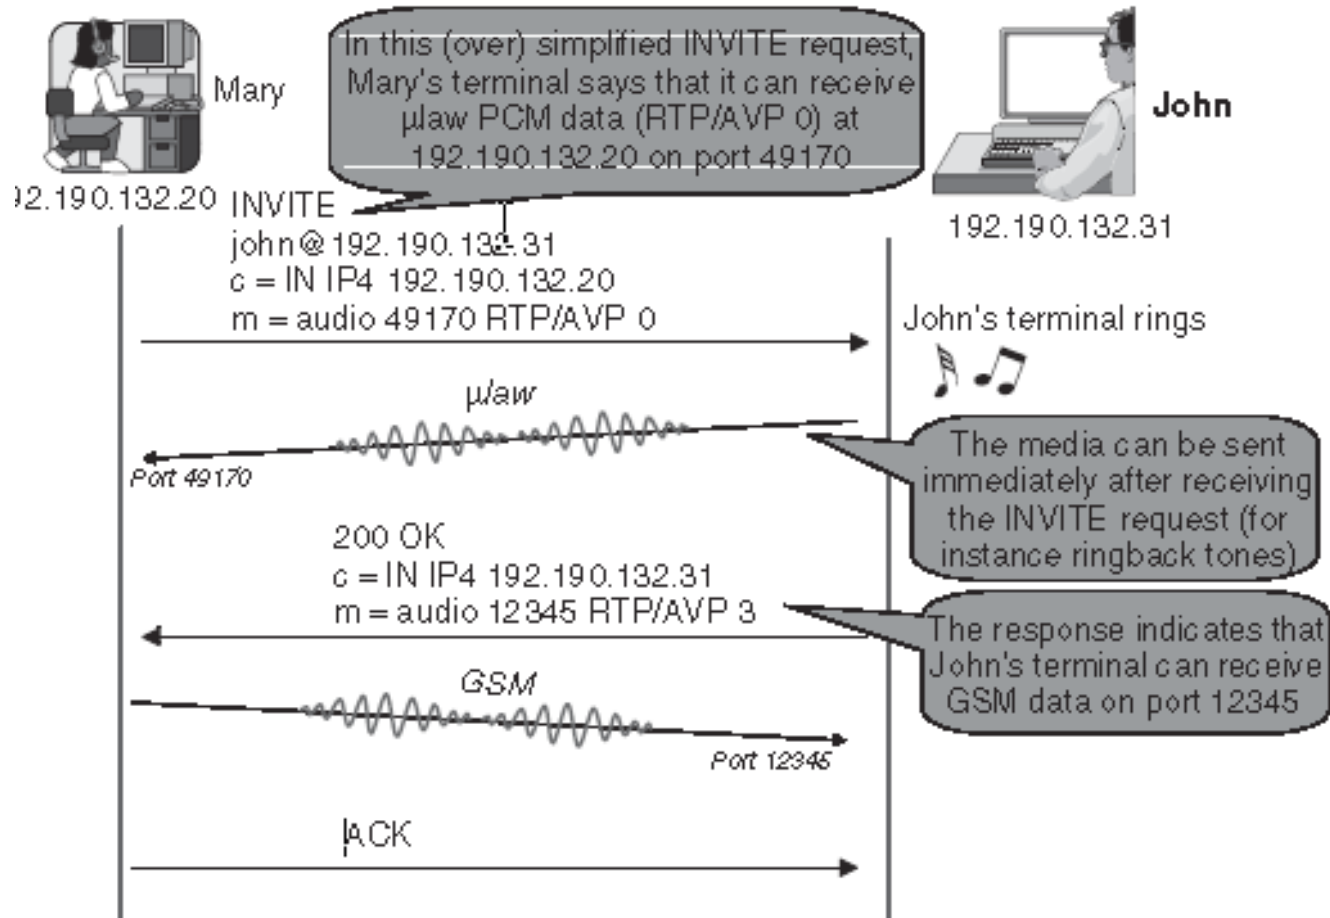 Mary
In this (over) simplified INVITE request,
Mary's terminal says that it can receive
µlaw PCM data (RTP/AVP 0) at
192.190.132.20 on port 49170
John
92.190.132.20
192.190.132.31
INVITE
john@192.190.132.31
c = IN IP4 192.190.132.20
m = audio 49170 RTP/AVP 0
John's terminal rings
µlaw
Port 49170
The media can be sent
immediately after receiving
the INVITE request (for
instance ringback tones)
200 OK
c = IN IP4 192.190.132.31
m = audio 12345 RTP/AVP 3
The response indicates that
John's terminal can receive
GSM data on port 12345
GSM
Port 12345
ACK